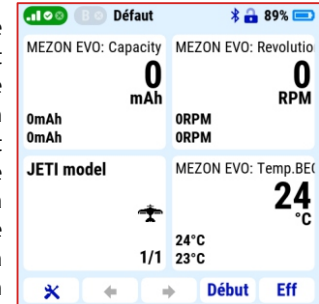 Défaut 89%
MEZON EVO: Capacity
0
mAh
0mAh
0mAh
MEZON EVO: Revolutio
0
RPM
0RPM
0RPM
JETI model
1/1
MEZON EVO: Temp.BE
24
°C
24°C
23°C
Début Eff